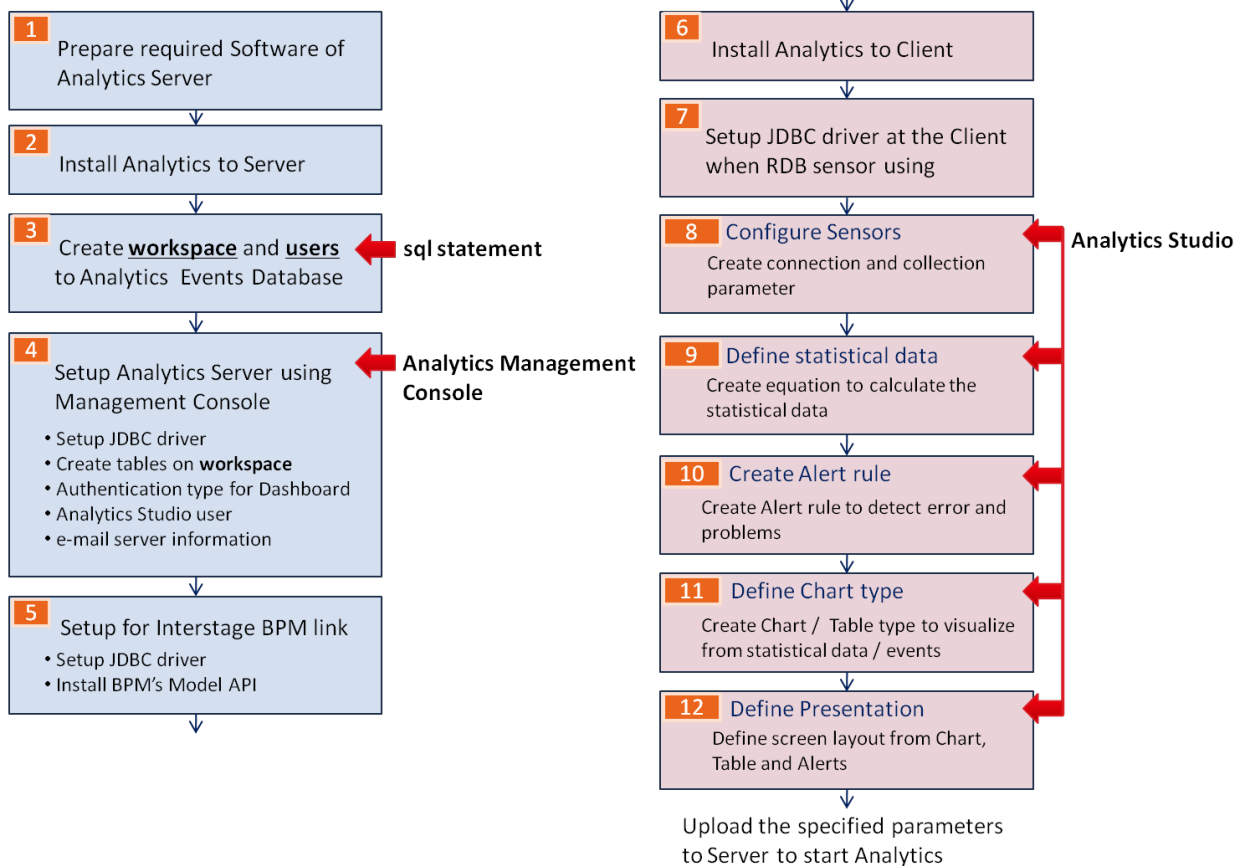 1
Prepare required Software of
Analytics Server
2
Install Analytics to Server
3
Create workspace and users
to Analytics Events Database
sql statement
4
Setup Analytics Server using
Management Console
• Setup JDBC driver
• Create tables on workspace
• Authentication type for Dashboard
• Analytics Studio user
• e-mail server information
Analytics Management
Console
5
Setup for Interstage BPM link
• Setup JDBC driver
• Install BPM's Model API
6
Install Analytics to Client
7
Setup JDBC driver at the Client
when RDB sensor using
8
Configure Sensors
Create connection and collection
parameter
Analytics Studio
9
Define statistical data
Create equation to calculate the
statistical data
10
Create Alert rule
Create Alert rule to detect error and
problems
11
Define Chart type
Create Chart / Table type to visualize
from statistical data / events
12
Define Presentation
Define screen layout from Chart,
Table and Alerts
Upload the specified parameters
to Server to start Analytics